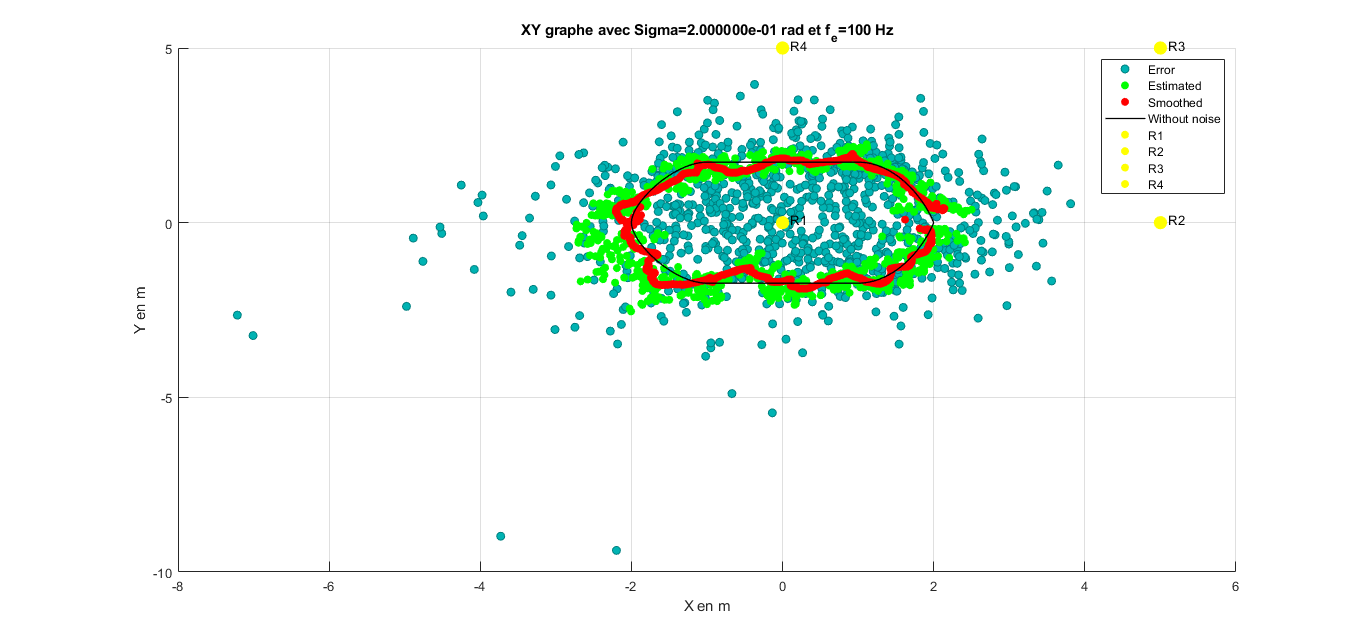 XY graphe avec Sigma=2.000000e-01 rad et fe=100 Hz
R4
R3
Error
Estimated
Smoothed
Without noise
R1
R2
R3
R4
R1
R2
5
0
-5
-10
Y en m
-8
-6
-4
-2
0
2
4
6
X en m